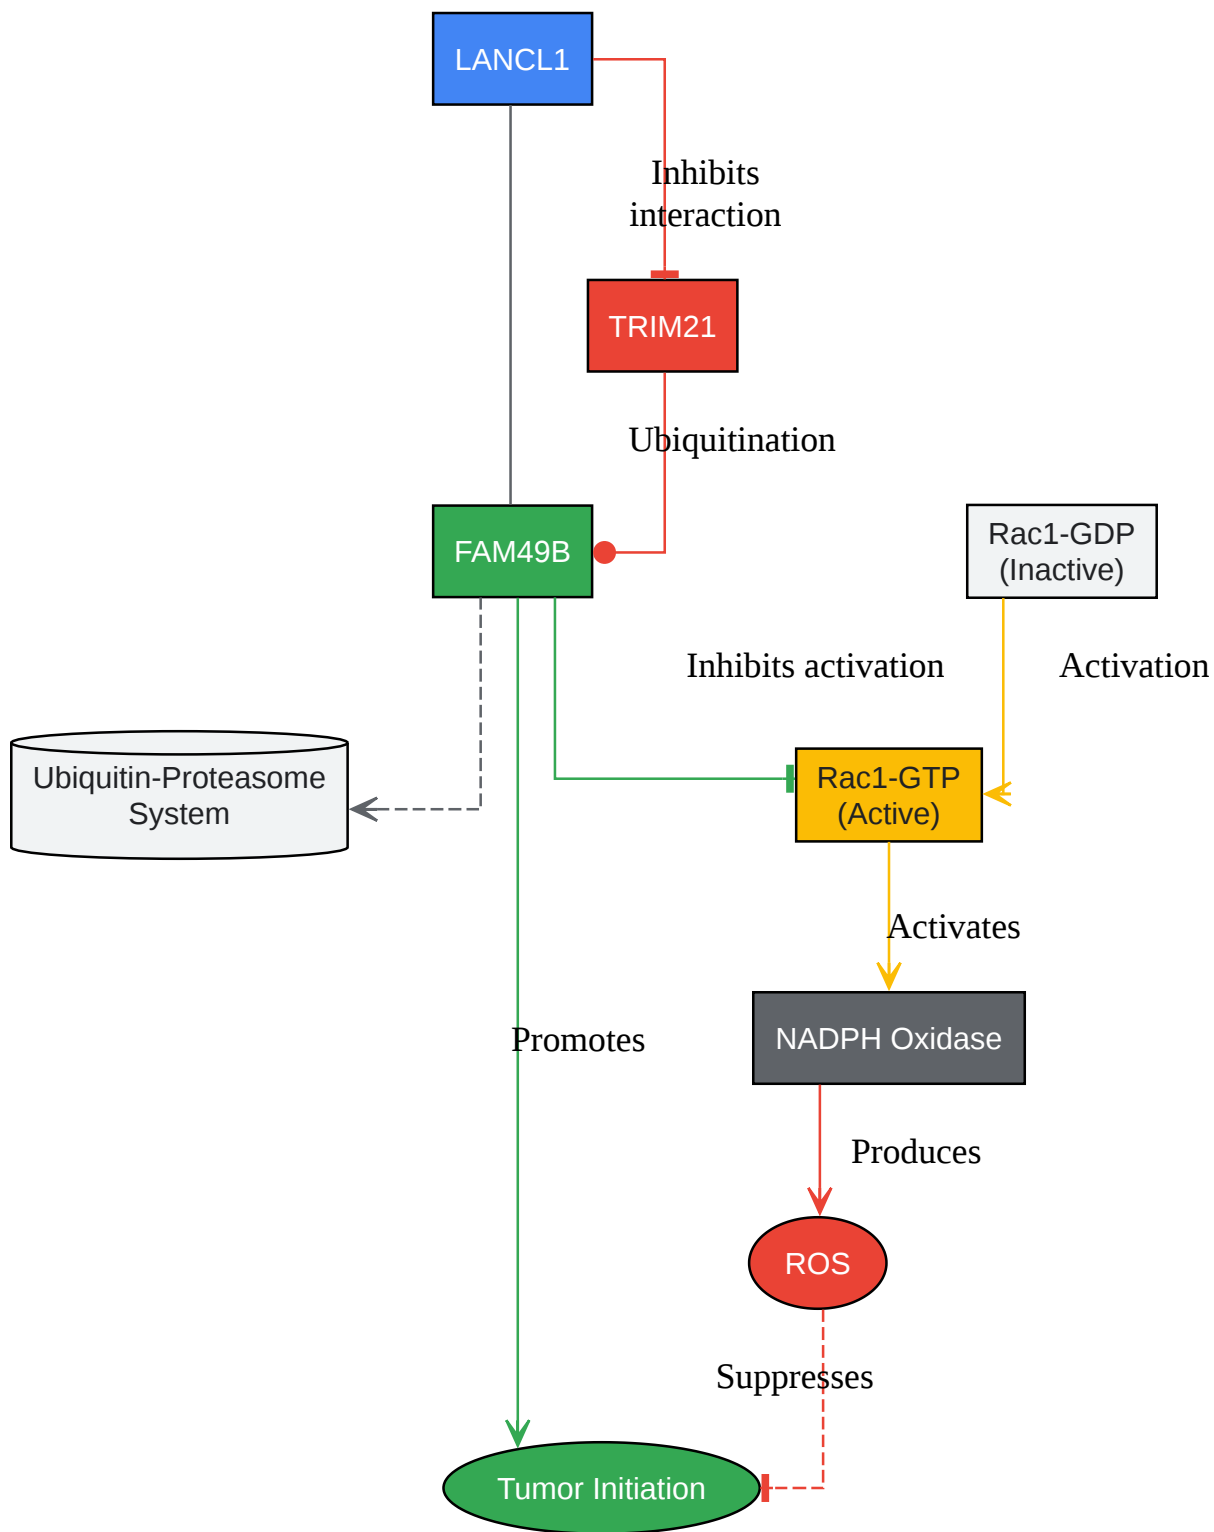 LANCL1
Inhibits
interaction
TRIM21
Ubiquitination
FAM49B
Rac1-GDP
(Inactive)
Inhibits activation
Activation
Ubiquitin-Proteasome
System
Rac1-GTP
(Active)
Activates
NADPH Oxidase
Promotes
Produces
ROS
Suppresses
Tumor Initiation